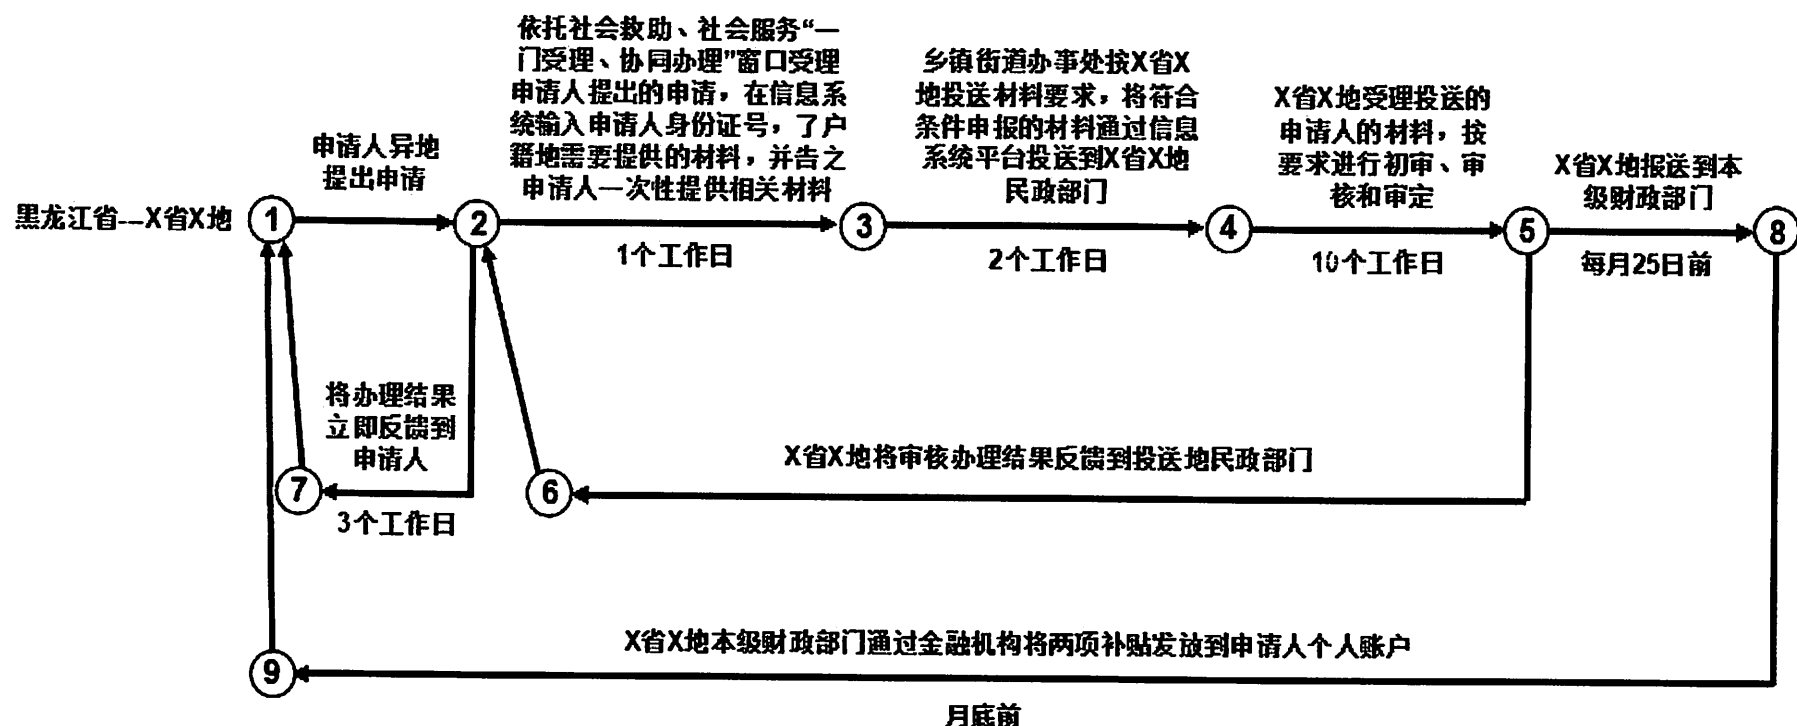 依托社会救助、社会服务“一
门受理、协同办理”窗口受理
申请人提出的申请，在信息系
统输入申请人身份证号，了户
籍地需要提供的材料，并告之
申请人一次性提供相关材料
乡镇街道办事处按X省X
地投送材料要求，将符合
条件申报的材料通过信息
系统平台投送到X省X地
民政部门
X省X地受理投送的
申请人的材料，按
要求进行初审、审
核和审定
申请人异地
提出申请
X省X地报送到本
级财政部门
黑龙江省---X省X地
1
2
3
4
5
8
1个工作日
2个工作日
10个工作日
每月25日前
将办理结果
立即反馈到
申请人
X省X地将审核办理结果反馈到投送地民政部门
7
6
3个工作日
X省X地本级财政部门通过金融机构将两项补贴发放到申请人个人账户
9
月底前